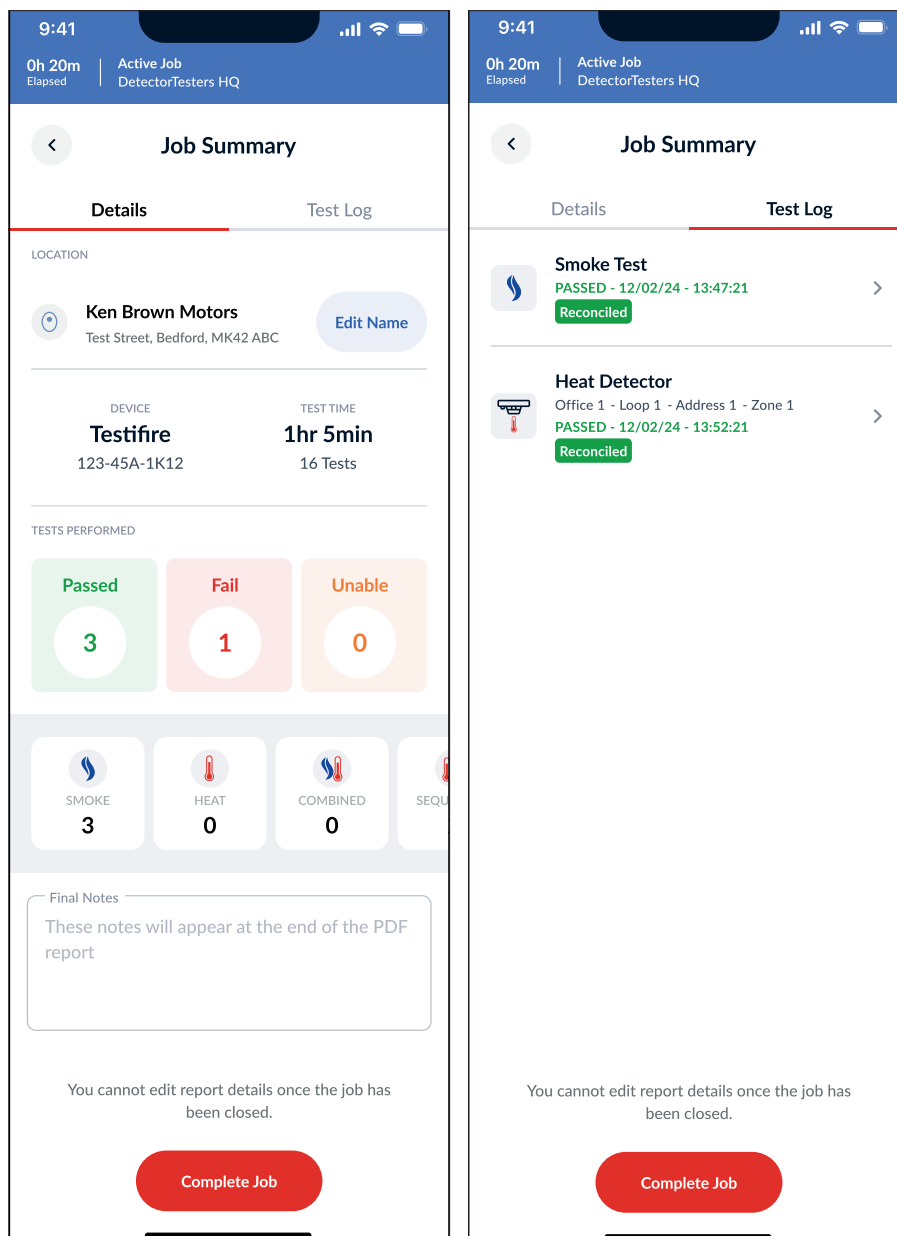 9:41
0h 20m
Elapsed
Active Job
DetectorTesters HQ
Job Summary
Details
Test Log
LOCATION
Ken Brown Motors
Test Street, Bedford, MK42 ABC
Edit Name
DEVICE
Testifire
123-45A-1K12
TEST TIME
1hr 5min
16 Tests
TESTS PERFORMED
Passed
3
Fail
1
Unable
0
SMOKE
3
HEAT
0
COMBINED
0
SEQU
Final Notes
These notes will appear at the end of the PDF
report
You cannot edit report details once the job has
been closed.
Complete Job
9:41
0h 20m
Elapsed
Active Job
DetectorTesters HQ
Job Summary
Details
Test Log
Smoke Test
PASSED - 12/02/24 - 13:47:21
Reconciled
Heat Detector
Office 1 - Loop 1 - Address 1 - Zone 1
PASSED - 12/02/24 - 13:52:21
Reconciled
You cannot edit report details once the job has
been closed.
Complete Job